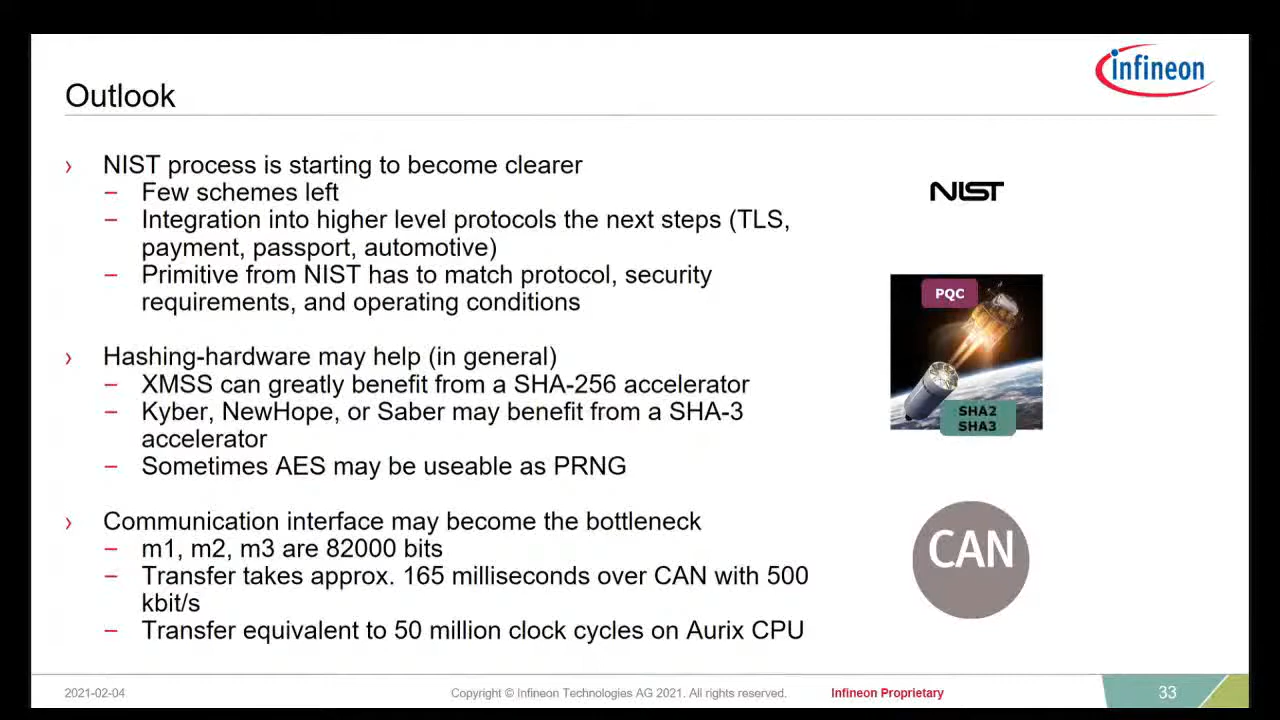 infineon
Outlook
› NIST process is starting to become clearer
– Few schemes left
– Integration into higher level protocols the next steps (TLS,
payment, passport, automotive)
– Primitive from NIST has to match protocol, security
requirements, and operating conditions
NIST
PQC
SHA2
SHA3
› Hashing-hardware may help (in general)
– XMSS can greatly benefit from a SHA-256 accelerator
– Kyber, NewHope, or Saber may benefit from a SHA-3
accelerator
– Sometimes AES may be useable as PRNG
› Communication interface may become the bottleneck
– m1, m2, m3 are 82000 bits
– Transfer takes approx. 165 milliseconds over CAN with 500
kbit/s
– Transfer equivalent to 50 million clock cycles on Aurix CPU
CAN
2021-02-04
Copyright © Infineon Technologies AG 2021. All rights reserved.
Infineon Proprietary
33